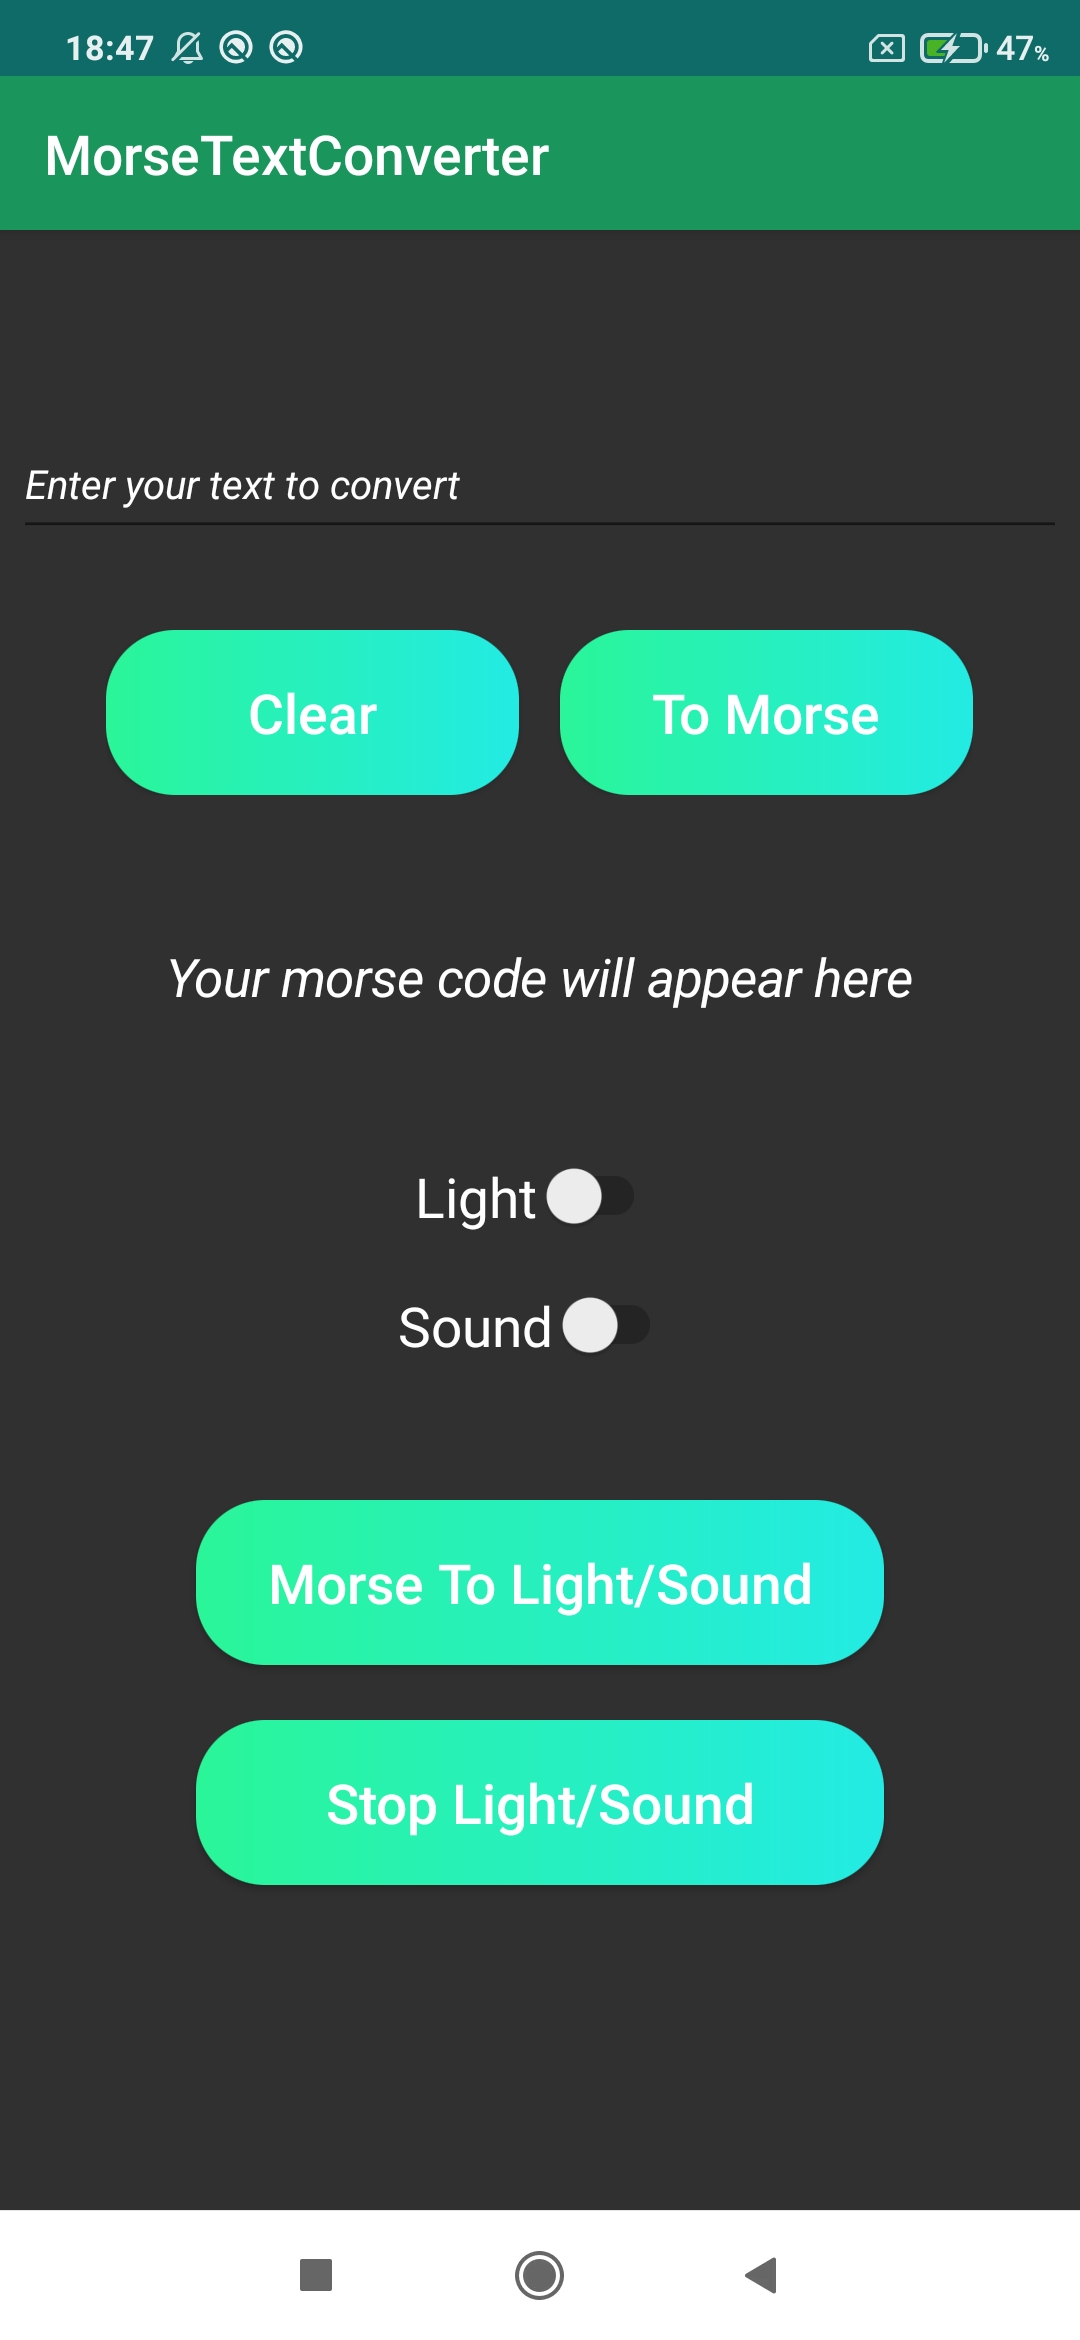 18:47 47%
MorseTextConverter
Enter your text to convert
Clear To Morse
Your morse code will appear here
Light
Sound
Morse To Light/Sound
Stop Light/Sound